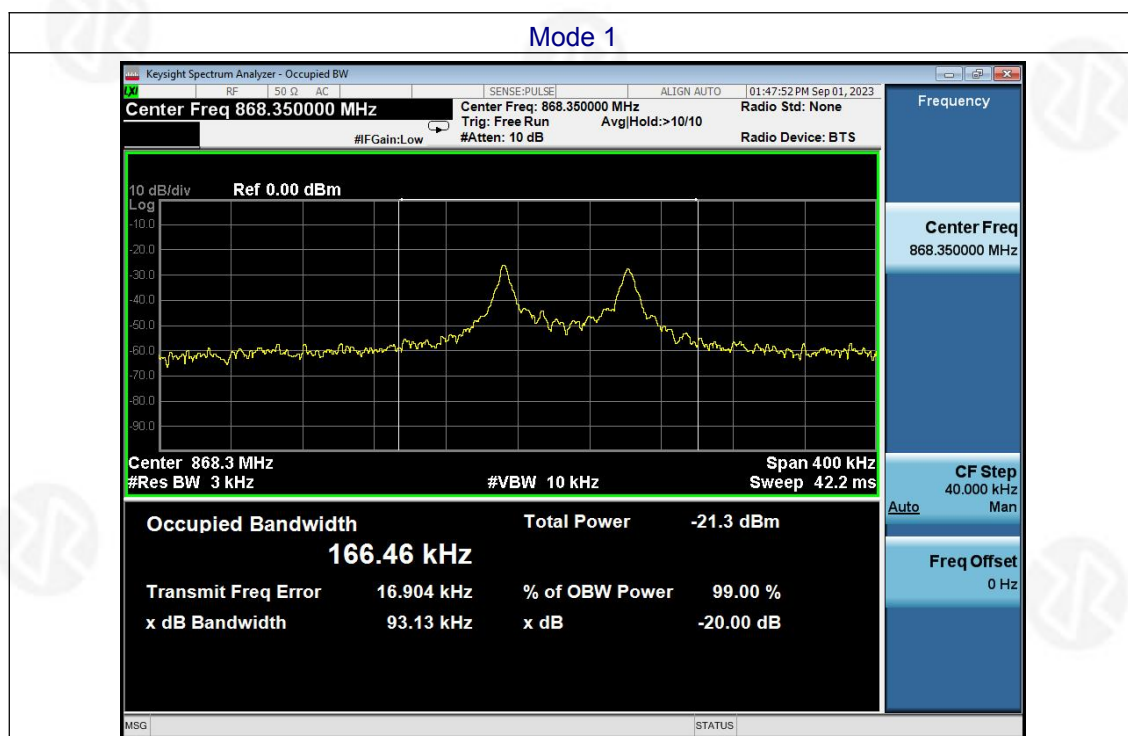 Mode 1
Keysight Spectrum Analyzer - Occupied BW
LXI RF 50 Ω AC SENSE:PULSE ALIGN AUTO 01:47:52 PM Sep 01, 2023
Center Freq 868.350000 MHz Center Freq: 868.350000 MHz Radio Std: None Frequency
Trig: Free Run Avg|Hold:>10/10
#IFGain:Low #Atten: 10 dB Radio Device: BTS
10 dB/div Ref 0.00 dBm
Log
-10.0
-20.0
-30.0
-40.0
-50.0
-60.0
-70.0
-80.0
-90.0
Center Freq
868.350000 MHz
Center 868.3 MHz Span 400 kHz
#Res BW 3 kHz #VBW 10 kHz Sweep 42.2 ms
CF Step
40.000 kHz
Auto Man
Occupied Bandwidth Total Power -21.3 dBm
166.46 kHz
Freq Offset
0 Hz
Transmit Freq Error 16.904 kHz % of OBW Power 99.00 %
x dB Bandwidth 93.13 kHz x dB -20.00 dB
MSG STATUS